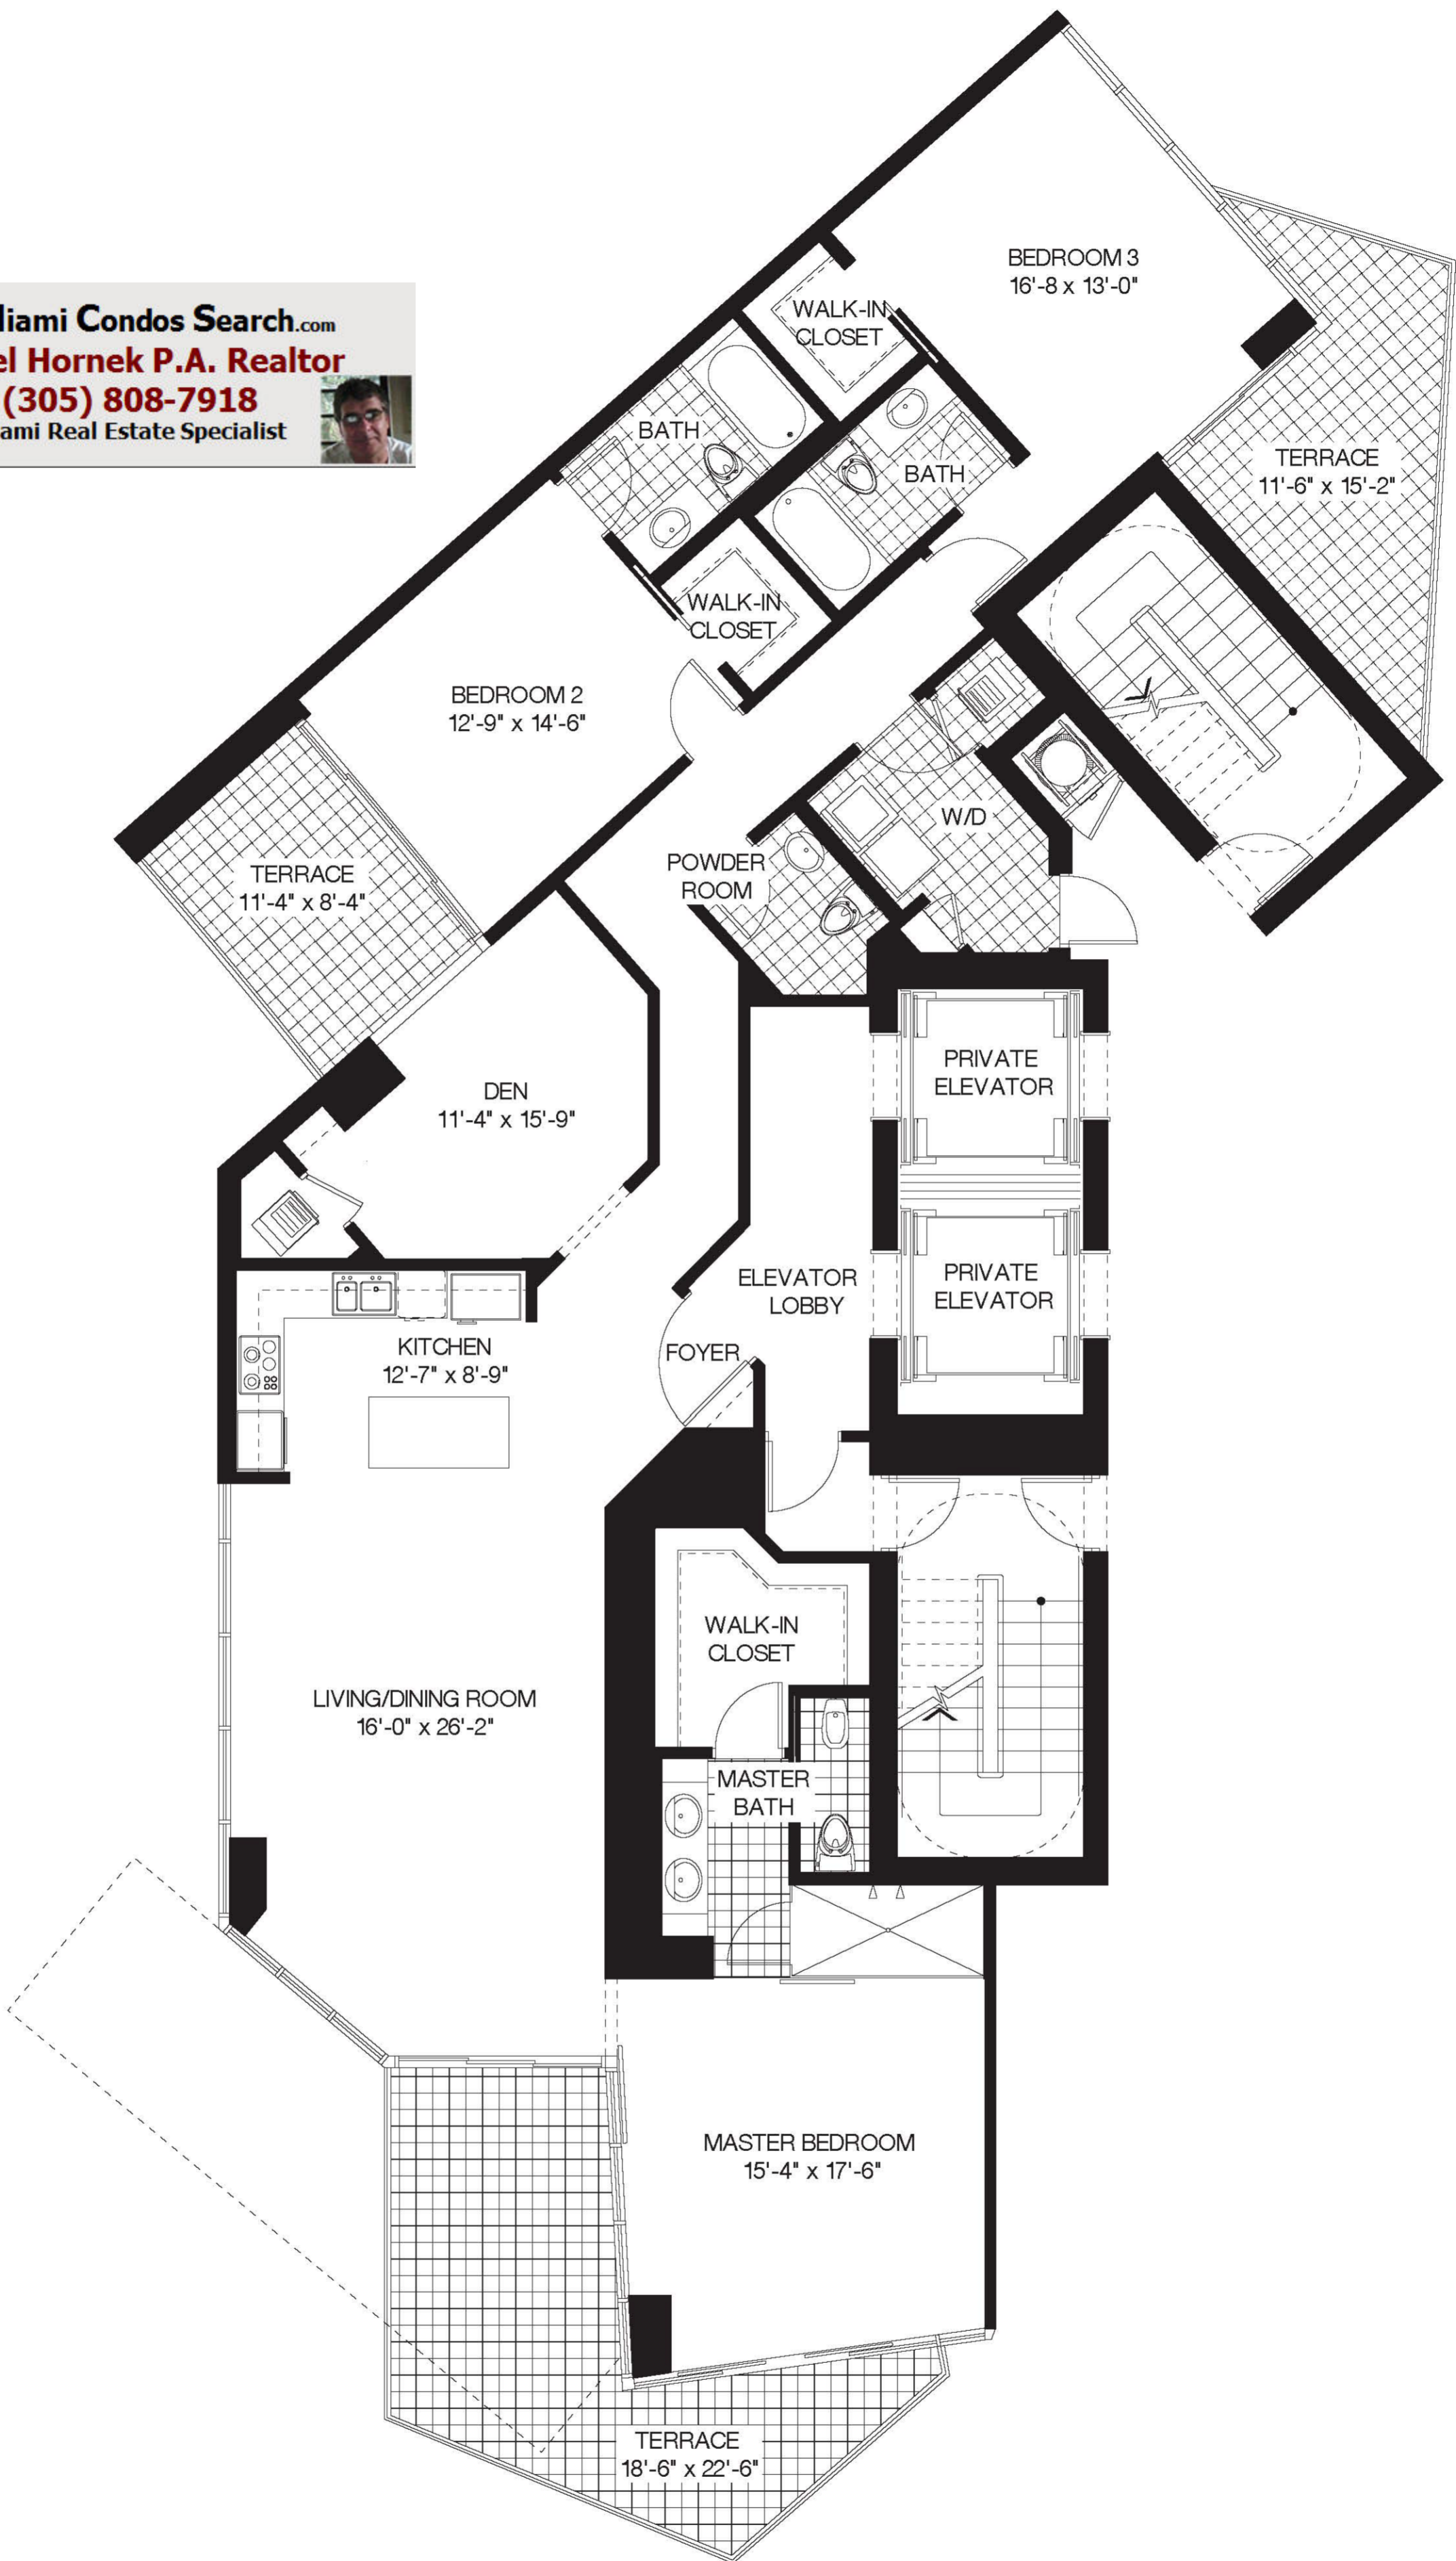 iami Condos Search.com
el Hornek P.A. Realtor
(305) 808-7918
ami Real Estate Specialist
BEDROOM 3
16'-8 x 13'-0"
WALK-IN
CLOSET
BATH
BATH
TERRACE
11'-6" x 15'-2"
WALK-IN
CLOSET
BEDROOM 2
12'-9" x 14'-6"
W/D
POWDER
ROOM
TERRACE
11'-4" x 8'-4"
DEN
11'-4" x 15'-9"
PRIVATE
ELEVATOR
ELEVATOR
LOBBY
PRIVATE
ELEVATOR
KITCHEN
12'-7" x 8'-9"
FOYER
WALK-IN
CLOSET
LIVING/DINING ROOM
16'-0" x 26'-2"
MASTER
BATH
MASTER BEDROOM
15'-4" x 17'-6"
TERRACE
18'-6" x 22'-6"